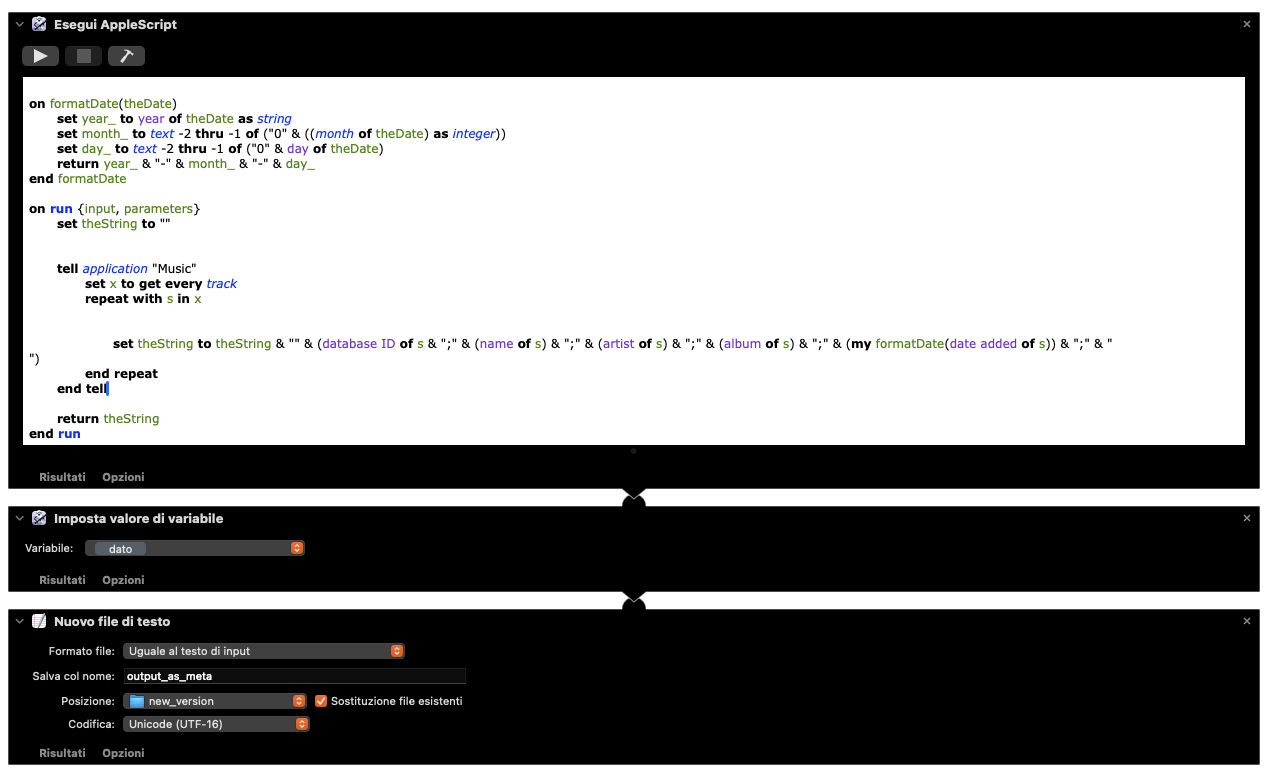 Esegui AppleScript
on formatDate(theDate)
set year_ to year of theDate as string
set month_ to text -2 thru -1 of ("0" & ((month of theDate) as integer))
set day_ to text -2 thru -1 of ("0" & day of theDate)
return year_ & "-" & month_ & "-" & day_
end formatDate
on run {input, parameters}
set theString to ""
tell application "Music"
set x to get every track
repeat with s in x
set theString to theString & "" & (database ID of s & ";" & (name of s) & ";" & (artist of s) & ";" & (album of s) & ";" & (my formatDate(date added of s)) & ";" & "
")
end repeat
end tell
return theString
end run
Risultati Opzioni
Imposta valore di variabile
Variabile: dato
Risultati Opzioni
Nuovo file di testo
Formato file: Uguale al testo di input
Salva col nome: output_as_meta
Posizione: new_version Sostituzione file esistenti
Codifica: Unicode (UTF-16)
Risultati Opzioni